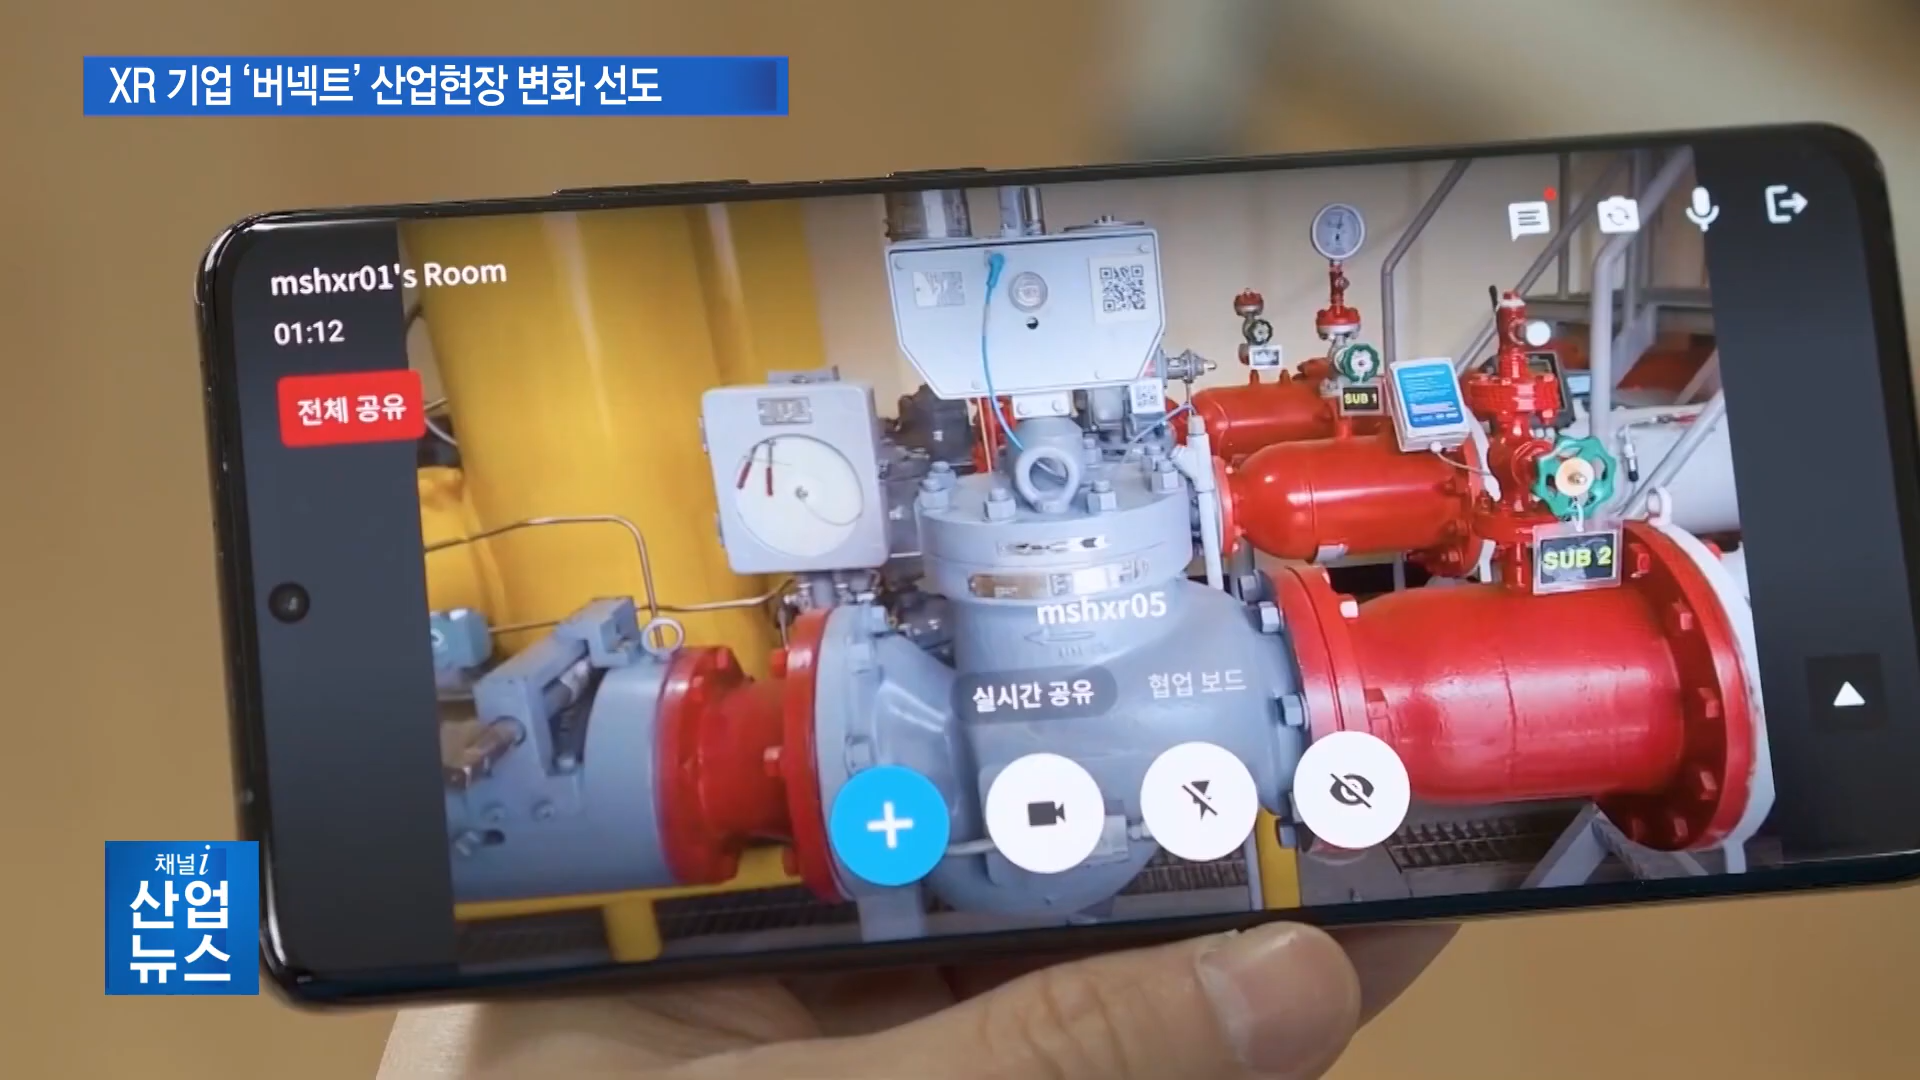 XR 기업 ‘버넥트’ 산업현장 변화 선도
mshxr01's Room
01:12
전체 공유
SUB 1
SUB 2
mshxr05
실시간 공유
협업 보드
채널i
산업
뉴스